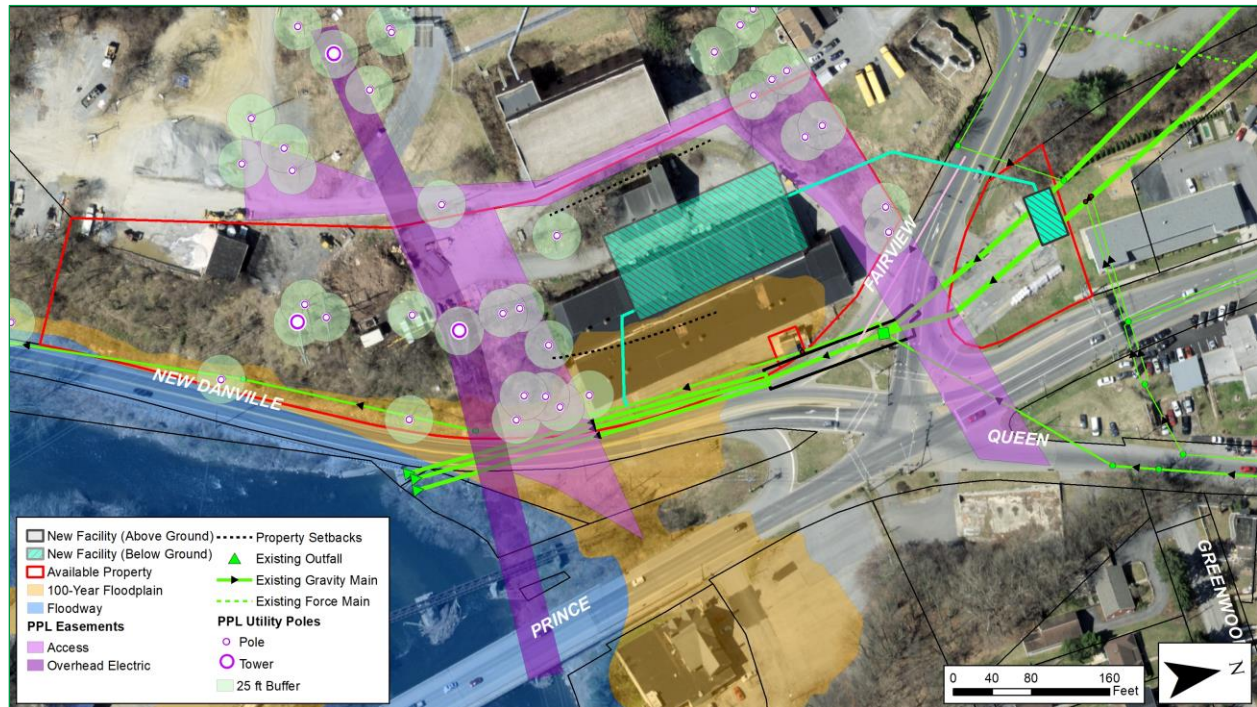 NEW DANVILLE
FAIRVIEW
QUEEN
PRINCE
GREENWOO
New Facility (Above Ground)
New Facility (Below Ground)
Available Property
100-Year Floodplain
Floodway
PPL Easements
Access
Overhead Electric
Property Setbacks
Existing Outfall
Existing Gravity Main
Existing Force Main
PPL Utility Poles
Pole
Tower
25 ft Buffer
0 40 80 160
Feet
N